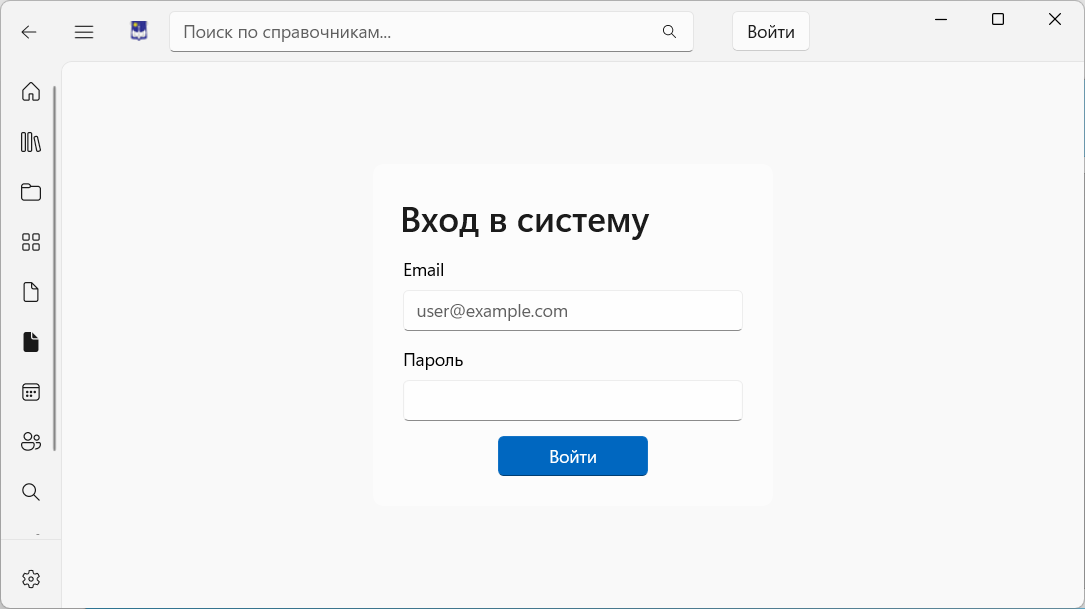 Поиск по справочникам...
Войти
Вход в систему
Email
user@example.com
Пароль
Войти